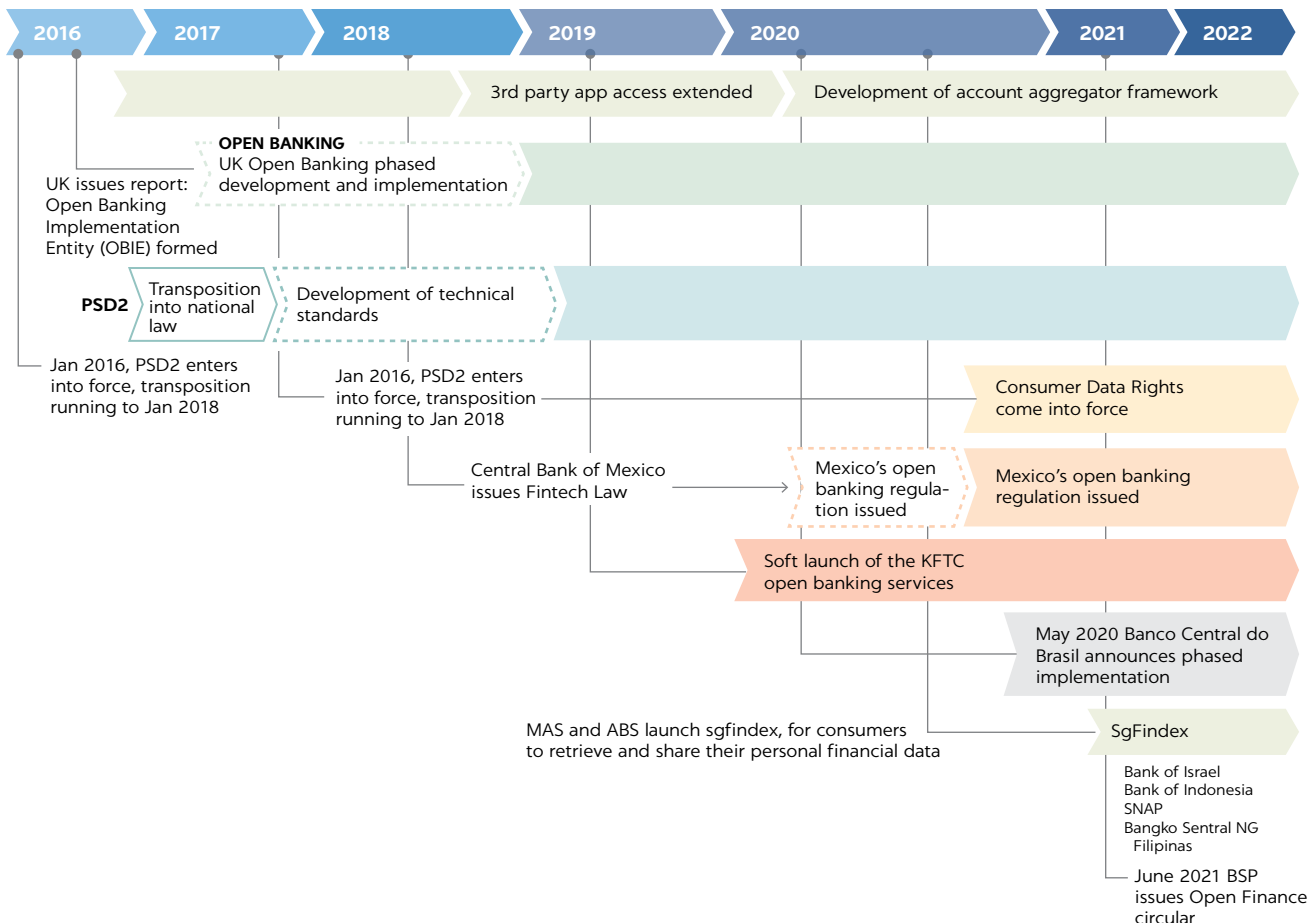 2016
2017
2018
2019
2020
2021
2022
3rd party app access extended
Development of account aggregator framework
OPEN BANKING
UK Open Banking phased
development and implementation
UK issues report:
Open Banking
Implementation
Entity (OBIE) formed
PSD2
Transposition
into national
law
Development of technical
standards
Jan 2016, PSD2 enters
into force, transposition
running to Jan 2018
Jan 2016, PSD2 enters
into force, transposition
running to Jan 2018
Consumer Data Rights
come into force
Central Bank of Mexico
issues Fintech Law
Mexico’s open
banking regula-
tion issued
Mexico’s open banking
regulation issued
Soft launch of the KFTC
open banking services
May 2020 Banco Central do
Brasil announces phased
implementation
MAS and ABS launch sgfindex, for consumers
to retrieve and share their personal financial data
SgFindex
Bank of Israel
Bank of Indonesia
SNAP
Bangko Sentral NG
Filipinas
June 2021 BSP
issues Open Finance
circular